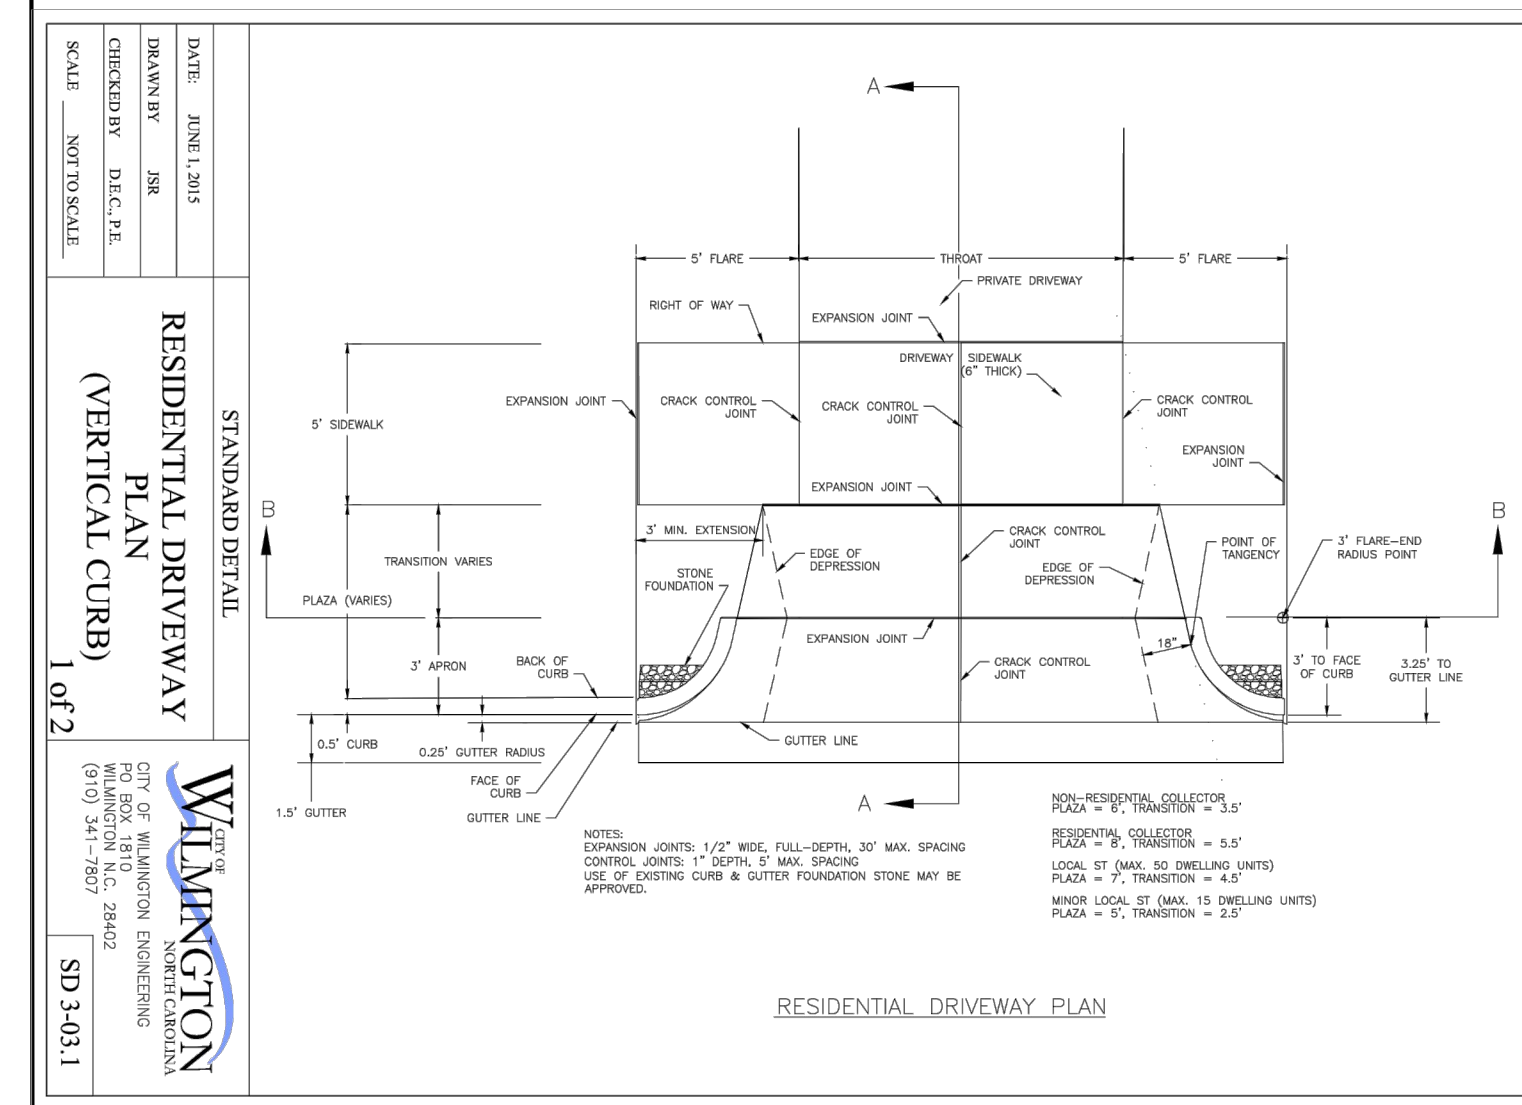 DATE: JUNE 1, 2015
DRAWN BY JSR
CHECKED BY D.E.C., P.E.
SCALE NOT TO SCALE
STANDARD DETAIL
RESIDENTIAL DRIVEWAY
PLAN
(VERTICAL CURB)
1 of 2
CITY OF
WILMINGTON
NORTH CAROLINA
CITY OF WILMINGTON ENGINEERING
PO BOX 1810
WILMINGTON N.C. 28402
(910) 341-7807
SD 3-03.1
A
5' FLARE
THROAT
5' FLARE
PRIVATE DRIVEWAY
RIGHT OF WAY
EXPANSION JOINT
DRIVEWAY SIDEWALK
(6" THICK)
EXPANSION JOINT
CRACK CONTROL
JOINT
CRACK CONTROL
JOINT
CRACK CONTROL
JOINT
5' SIDEWALK
EXPANSION
JOINT
EXPANSION JOINT
B
B
3' MIN. EXTENSION
CRACK CONTROL
JOINT
POINT OF
TANGENCY
3' FLARE-END
RADIUS POINT
EDGE OF
DEPRESSION
EDGE OF
DEPRESSION
TRANSITION VARIES
STONE
FOUNDATION
PLAZA (VARIES)
EXPANSION JOINT
18"
3' APRON
BACK OF
CURB
CRACK CONTROL
JOINT
3' TO FACE
OF CURB
3.25' TO
GUTTER LINE
0.5' CURB
0.25' GUTTER RADIUS
GUTTER LINE
FACE OF
CURB
1.5' GUTTER
GUTTER LINE
A
NOTES:
EXPANSION JOINTS: 1/2" WIDE, FULL-DEPTH, 30' MAX. SPACING
CONTROL JOINTS: 1" DEPTH, 5' MAX. SPACING
USE OF EXISTING CURB & GUTTER FOUNDATION STONE MAY BE
APPROVED.
NON-RESIDENTIAL COLLECTOR
PLAZA = 6', TRANSITION = 3.5'
RESIDENTIAL COLLECTOR
PLAZA = 8', TRANSITION = 5.5'
LOCAL ST (MAX. 50 DWELLING UNITS)
PLAZA = 7', TRANSITION = 4.5'
MINOR LOCAL ST (MAX. 15 DWELLING UNITS)
PLAZA = 5', TRANSITION = 2.5'
RESIDENTIAL DRIVEWAY PLAN